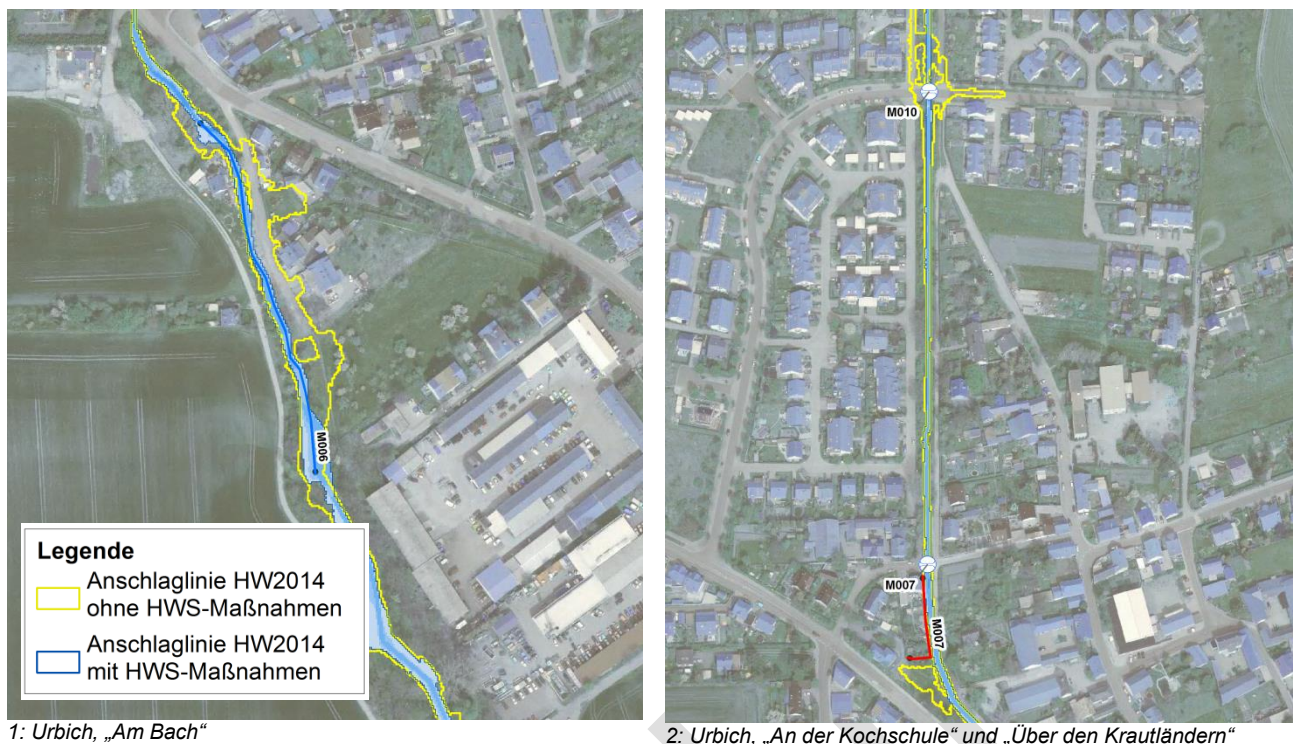 M006
Legende
Anschlaglinie HW2014
ohne HWS-Maßnahmen
Anschlaglinie HW2014
mit HWS-Maßnahmen
1: Urbich, „Am Bach“
M010
M007
M007
2: Urbich, „An der Kochschule“ und „Über den Krautländern“